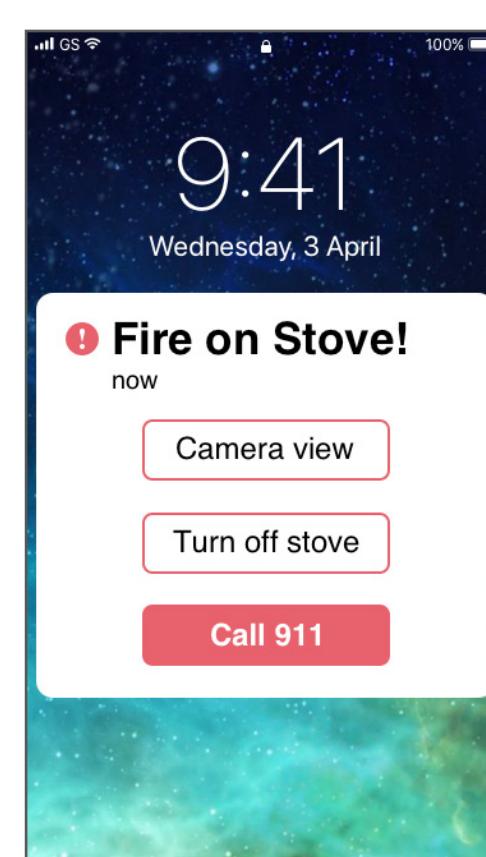 GS 100%
9:41
Wednesday, 3 April
! Fire on Stove!
now
Camera view
Turn off stove
Call 911